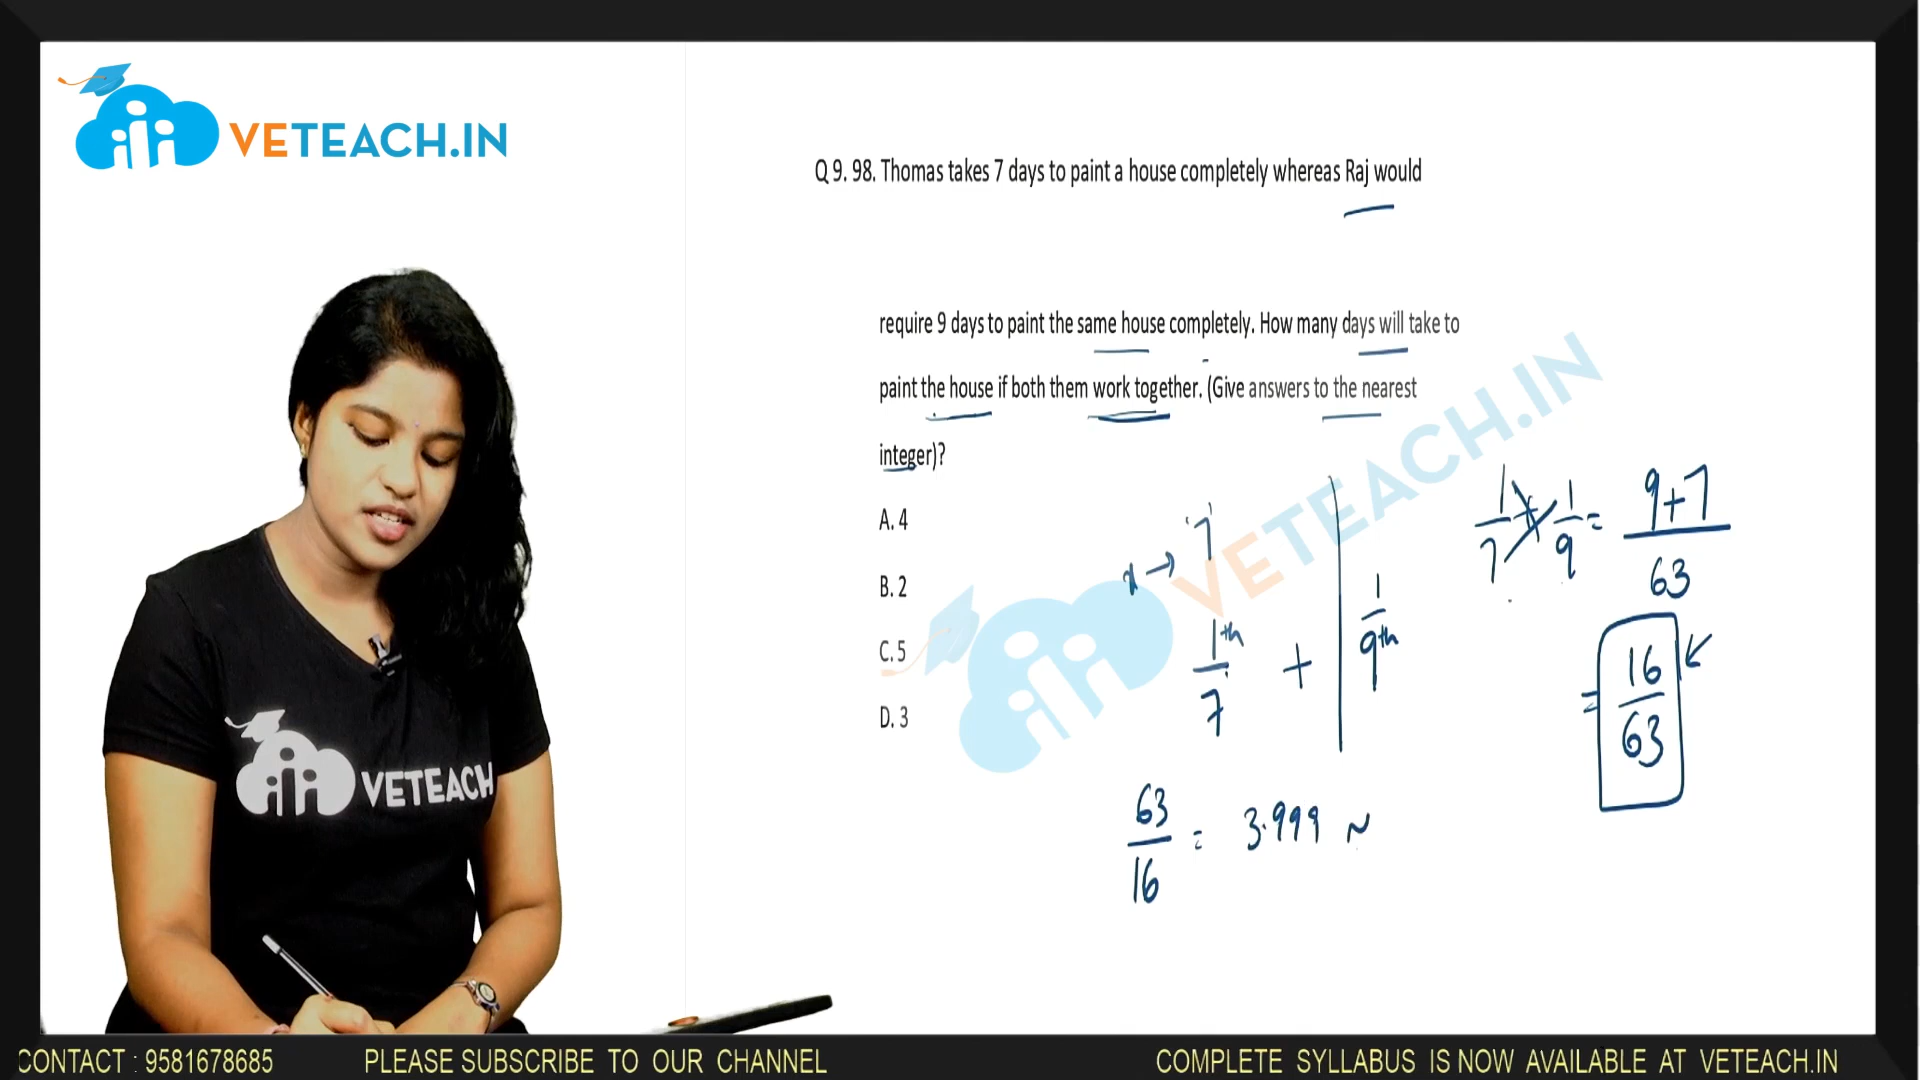 VETEACH.IN
Q 9. 98. Thomas takes 7 days to paint a house completely whereas Raj would
require 9 days to paint the same house completely. How many days will take to
paint the house if both them work together. (Give answers to the nearest
integer)?
A. 4
B. 2
C. 5
D. 3
VETEACH.IN
x → 7
1th/7 + 1/9th
1/7 + 1/9 = 9+7/63
= 16/63
63/16 = 3.999 ~
VETEACH
CONTACT : 9581678685 PLEASE SUBSCRIBE TO OUR CHANNEL COMPLETE SYLLABUS IS NOW AVAILABLE AT VETEACH.IN